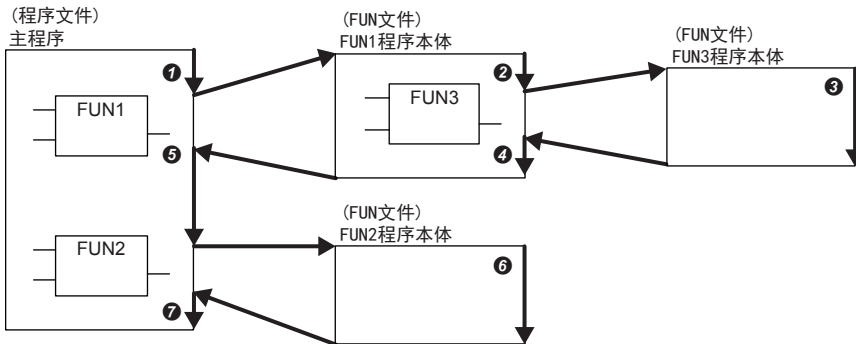 (程序文件)
主程序
❶
FUN1
❺
FUN2
❼
(FUN文件)
FUN1程序本体
❷
FUN3
❹
(FUN文件)
FUN3程序本体
❸
(FUN文件)
FUN2程序本体
❻